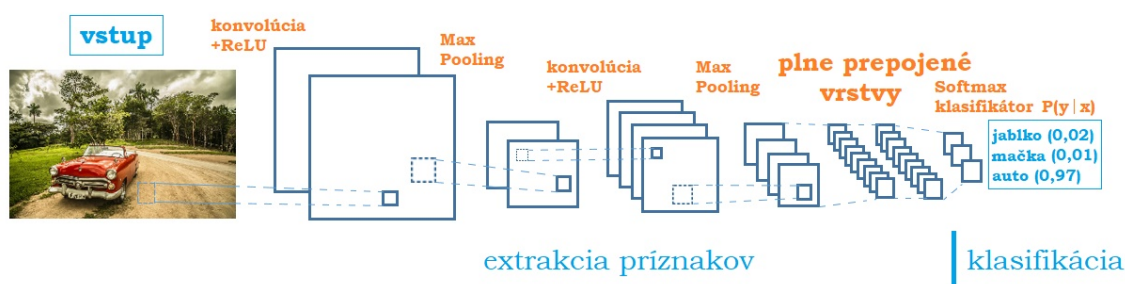 vstup
konvolúcia
+ReLU
Max
Pooling
konvolúcia
+ReLU
Max
Pooling
plne prepojené
vrstvy
Softmax
klasifikátor P(y|x)
jablko (0,02)
mačka (0,01)
auto (0,97)
extrakcia príznakov
klasifikácia